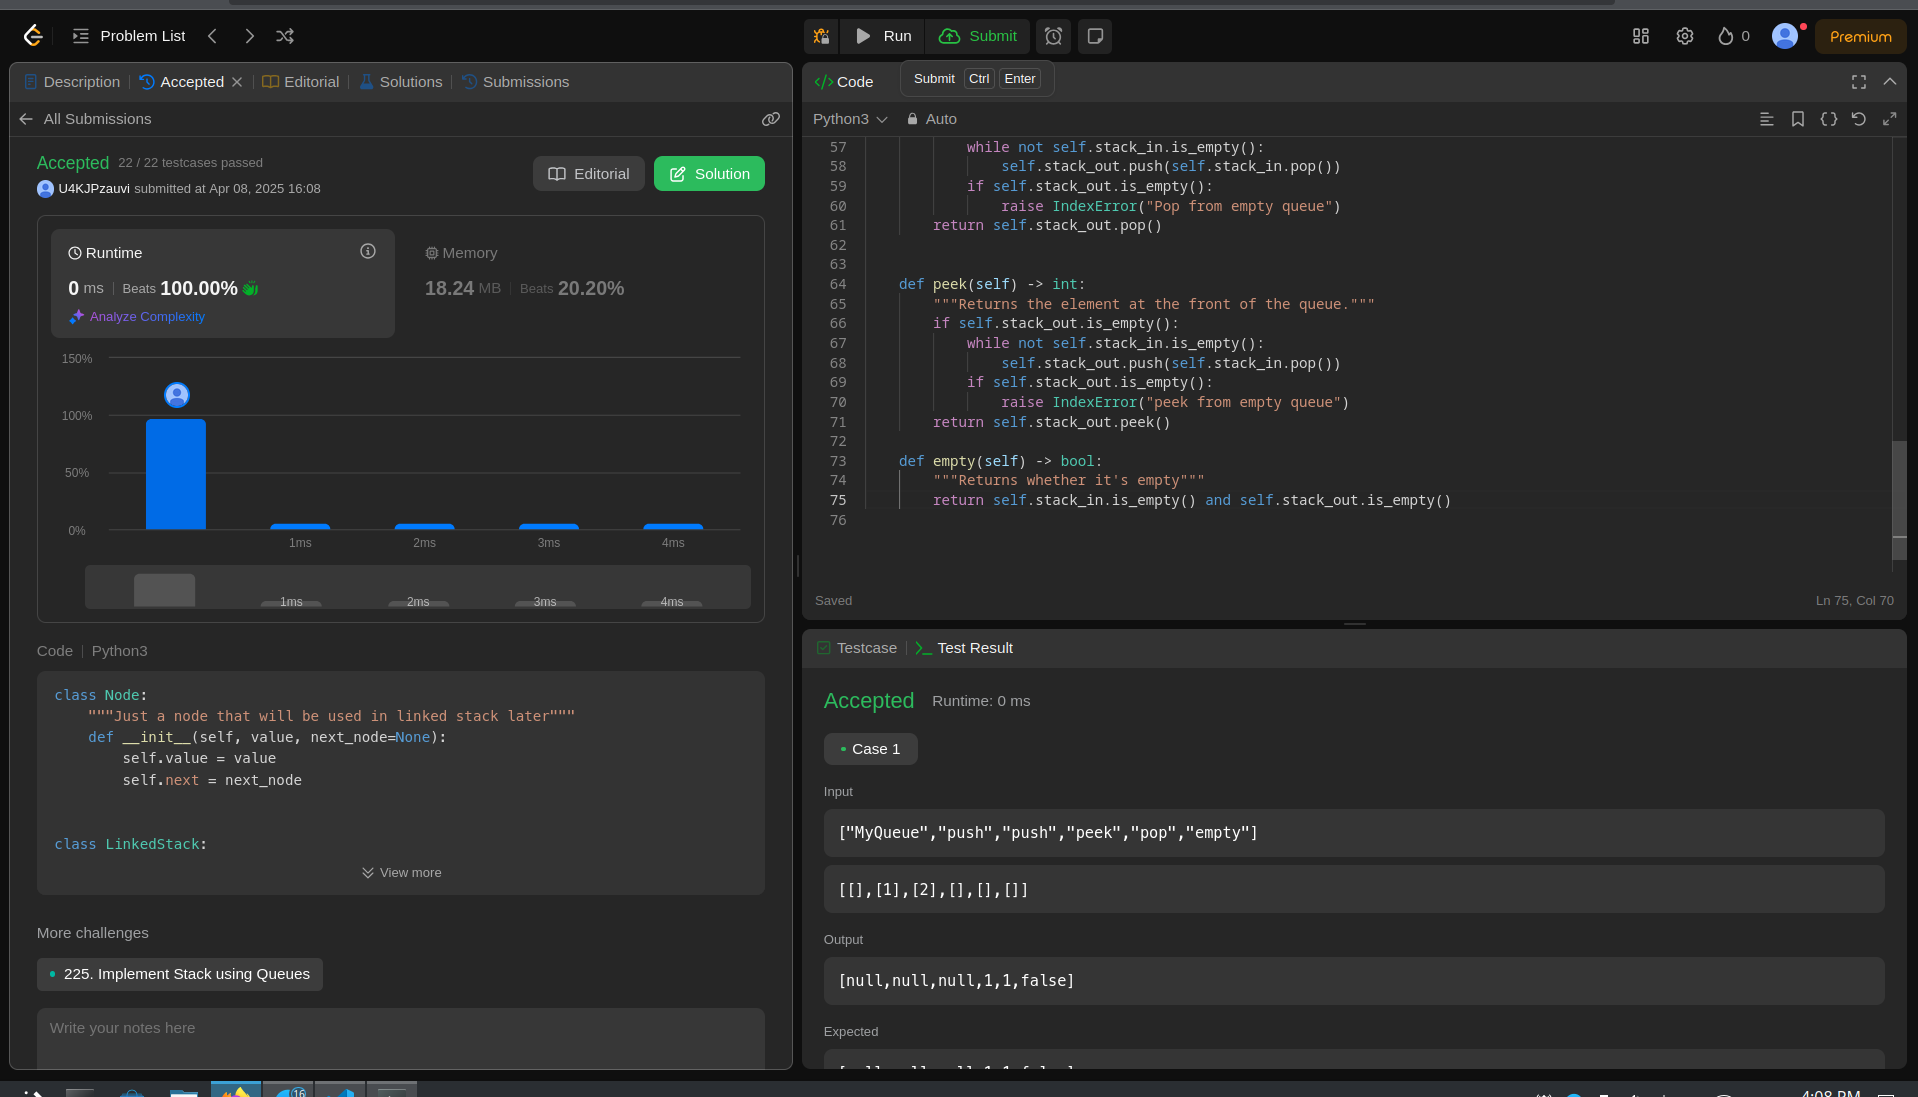 Problem List
Run
Submit
0
Premium
Description
Accepted
Editorial
Solutions
Submissions
All Submissions
Accepted 22 / 22 testcases passed
U4KJPzauvi submitted at Apr 08, 2025 16:08
Editorial
Solution
Runtime
0 ms Beats 100.00%
Analyze Complexity
Memory
18.24 MB Beats 20.20%
150%
100%
50%
0%
1ms 2ms 3ms 4ms
1ms 2ms 3ms 4ms
Code Python3
class Node:
    """Just a node that will be used in linked stack later"""
    def __init__(self, value, next_node=None):
        self.value = value
        self.next = next_node
class LinkedStack:
View more
More challenges
225. Implement Stack using Queues
Write your notes here
Code
Submit Ctrl Enter
Python3
Auto
57 while not self.stack_in.is_empty():
58 self.stack_out.push(self.stack_in.pop())
59 if self.stack_out.is_empty():
60 raise IndexError("Pop from empty queue")
61 return self.stack_out.pop()
62
63
64 def peek(self) -> int:
65 """Returns the element at the front of the queue."""
66 if self.stack_out.is_empty():
67 while not self.stack_in.is_empty():
68 self.stack_out.push(self.stack_in.pop())
69 if self.stack_out.is_empty():
70 raise IndexError("peek from empty queue")
71 return self.stack_out.peek()
72
73 def empty(self) -> bool:
74 """Returns whether it's empty"""
75 return self.stack_in.is_empty() and self.stack_out.is_empty()
76
Saved
Ln 75, Col 70
Testcase
Test Result
Accepted Runtime: 0 ms
Case 1
Input
["MyQueue","push","push","peek","pop","empty"]
[[],[1],[2],[],[],[]]
Output
[null,null,null,1,1,false]
Expected
[null,null,null,1,1,false]
16
4:08 PM